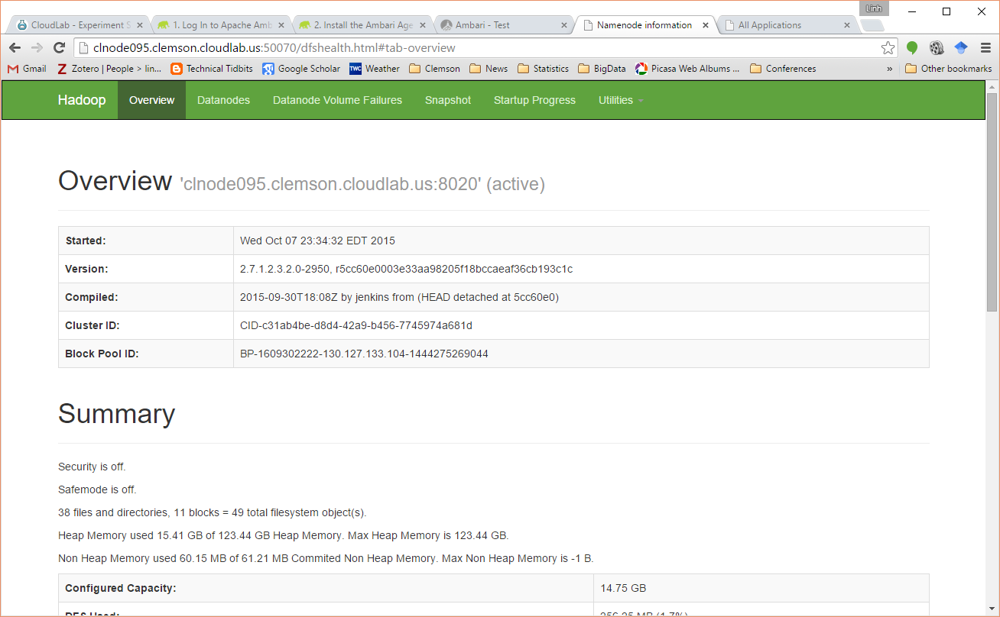 Linh
CloudLab - Experiment S
1. Log In to Apache Amb
2. Install the Ambari Age
Ambari - Test
Namenode information
All Applications
clnode095.clemson.cloudlab.us:50070/dfshealth.html#tab-overview
Gmail
Zotero | People > lin...
Technical Tidbits
Google Scholar
TWC Weather
Clemson
News
Statistics
BigData
Picasa Web Albums ...
Conferences
»
Other bookmarks
Hadoop
Overview
Datanodes
Datanode Volume Failures
Snapshot
Startup Progress
Utilities
Overview 'clnode095.clemson.cloudlab.us:8020' (active)
Started: Wed Oct 07 23:34:32 EDT 2015
Version: 2.7.1.2.3.2.0-2950, r5cc60e0003e33aa98205f18bccaeaf36cb193c1c
Compiled: 2015-09-30T18:08Z by jenkins from (HEAD detached at 5cc60e0)
Cluster ID: CID-c31ab4be-d8d4-42a9-b456-7745974a681d
Block Pool ID: BP-1609302222-130.127.133.104-1444275269044
Summary
Security is off.
Safemode is off.
38 files and directories, 11 blocks = 49 total filesystem object(s).
Heap Memory used 15.41 GB of 123.44 GB Heap Memory. Max Heap Memory is 123.44 GB.
Non Heap Memory used 60.15 MB of 61.21 MB Commited Non Heap Memory. Max Non Heap Memory is -1 B.
Configured Capacity: 14.75 GB
DFS Used: